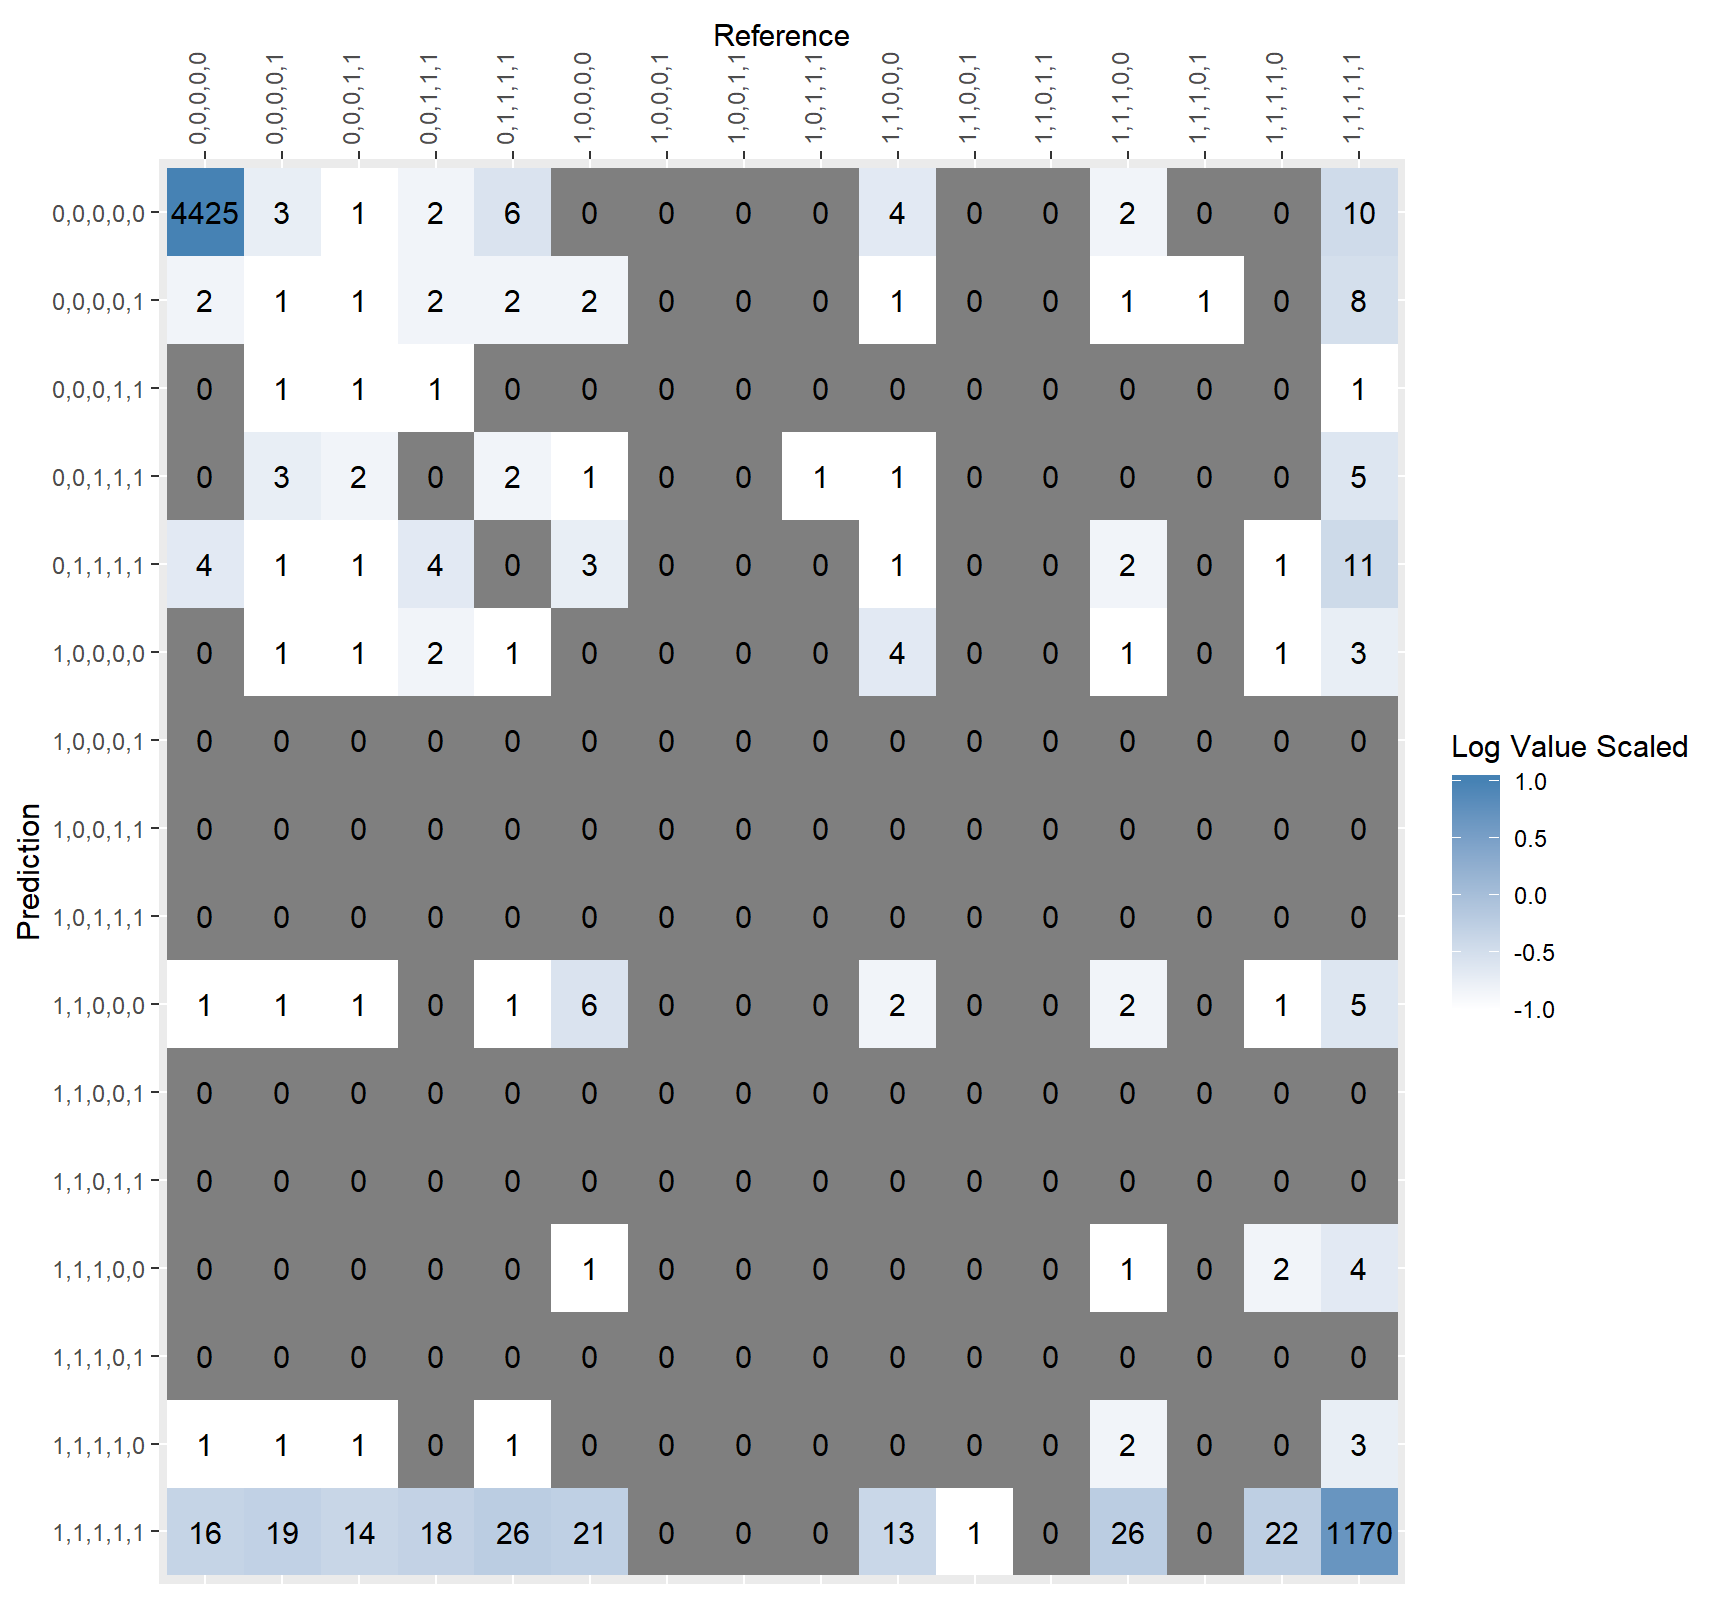 Reference
0,0,0,0,0 0,0,0,0,1 0,0,0,1,1 0,0,1,1,1 0,1,1,1,1 1,0,0,0,0 1,0,0,0,1 1,0,0,1,1 1,0,1,1,1 1,1,0,0,0 1,1,0,0,1 1,1,0,1,1 1,1,1,0,0 1,1,1,0,1 1,1,1,1,0 1,1,1,1,1
0,0,0,0,0 4425 3 1 2 6 0 0 0 0 4 0 0 2 0 0 10
0,0,0,0,1 2 1 1 2 2 2 0 0 0 1 0 0 1 1 0 8
0,0,0,1,1 0 1 1 1 0 0 0 0 0 0 0 0 0 0 0 1
0,0,1,1,1 0 3 2 0 2 1 0 0 1 1 0 0 0 0 0 5
0,1,1,1,1 4 1 1 4 0 3 0 0 0 1 0 0 2 0 1 11
1,0,0,0,0 0 1 1 2 1 0 0 0 0 4 0 0 1 0 1 3
1,0,0,0,1 0 0 0 0 0 0 0 0 0 0 0 0 0 0 0 0
1,0,0,1,1 0 0 0 0 0 0 0 0 0 0 0 0 0 0 0 0
1,0,1,1,1 0 0 0 0 0 0 0 0 0 0 0 0 0 0 0 0
1,1,0,0,0 1 1 1 0 1 6 0 0 0 2 0 0 2 0 1 5
1,1,0,0,1 0 0 0 0 0 0 0 0 0 0 0 0 0 0 0 0
1,1,0,1,1 0 0 0 0 0 0 0 0 0 0 0 0 0 0 0 0
1,1,1,0,0 0 0 0 0 0 1 0 0 0 0 0 0 1 0 2 4
1,1,1,0,1 0 0 0 0 0 0 0 0 0 0 0 0 0 0 0 0
1,1,1,1,0 1 1 1 0 1 0 0 0 0 0 0 0 2 0 0 3
1,1,1,1,1 16 19 14 18 26 21 0 0 0 13 1 0 26 0 22 1170
Prediction
Log Value Scaled
1.0
0.5
0.0
-0.5
-1.0